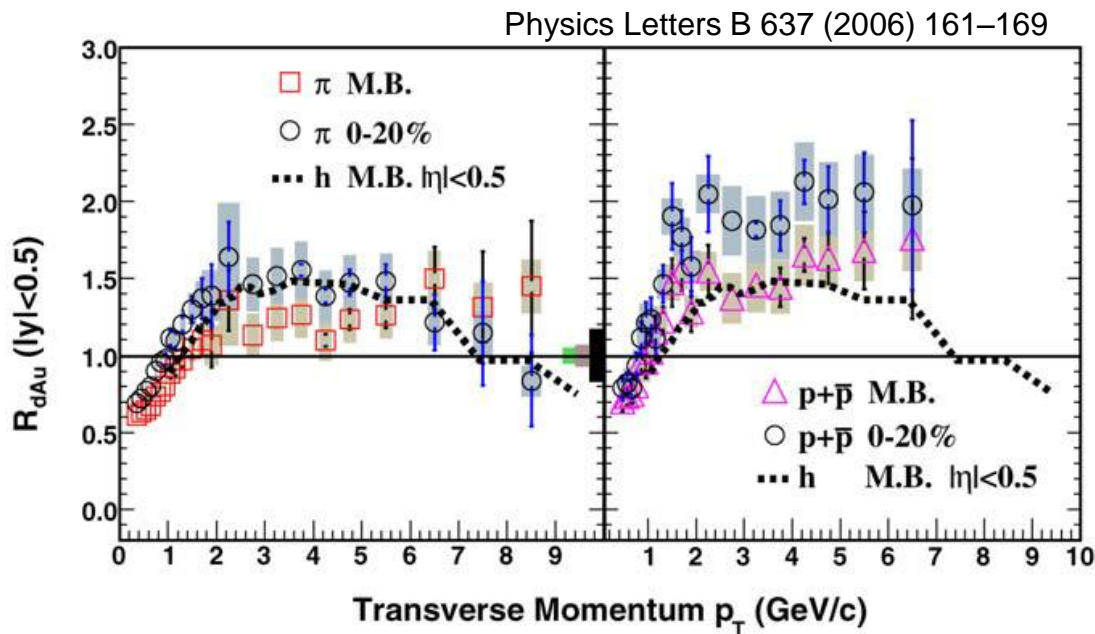 Physics Letters B 637 (2006) 161–169
3.0
2.5
2.0
1.5
1.0
0.5
0.0
R_dAu (|y|<0.5)
π M.B.
π 0-20%
h M.B. |η|<0.5
p+p̄ M.B.
p+p̄ 0-20%
h M.B. |η|<0.5
0 1 2 3 4 5 6 7 8 9
1 2 3 4 5 6 7 8 9 10
Transverse Momentum p_T (GeV/c)